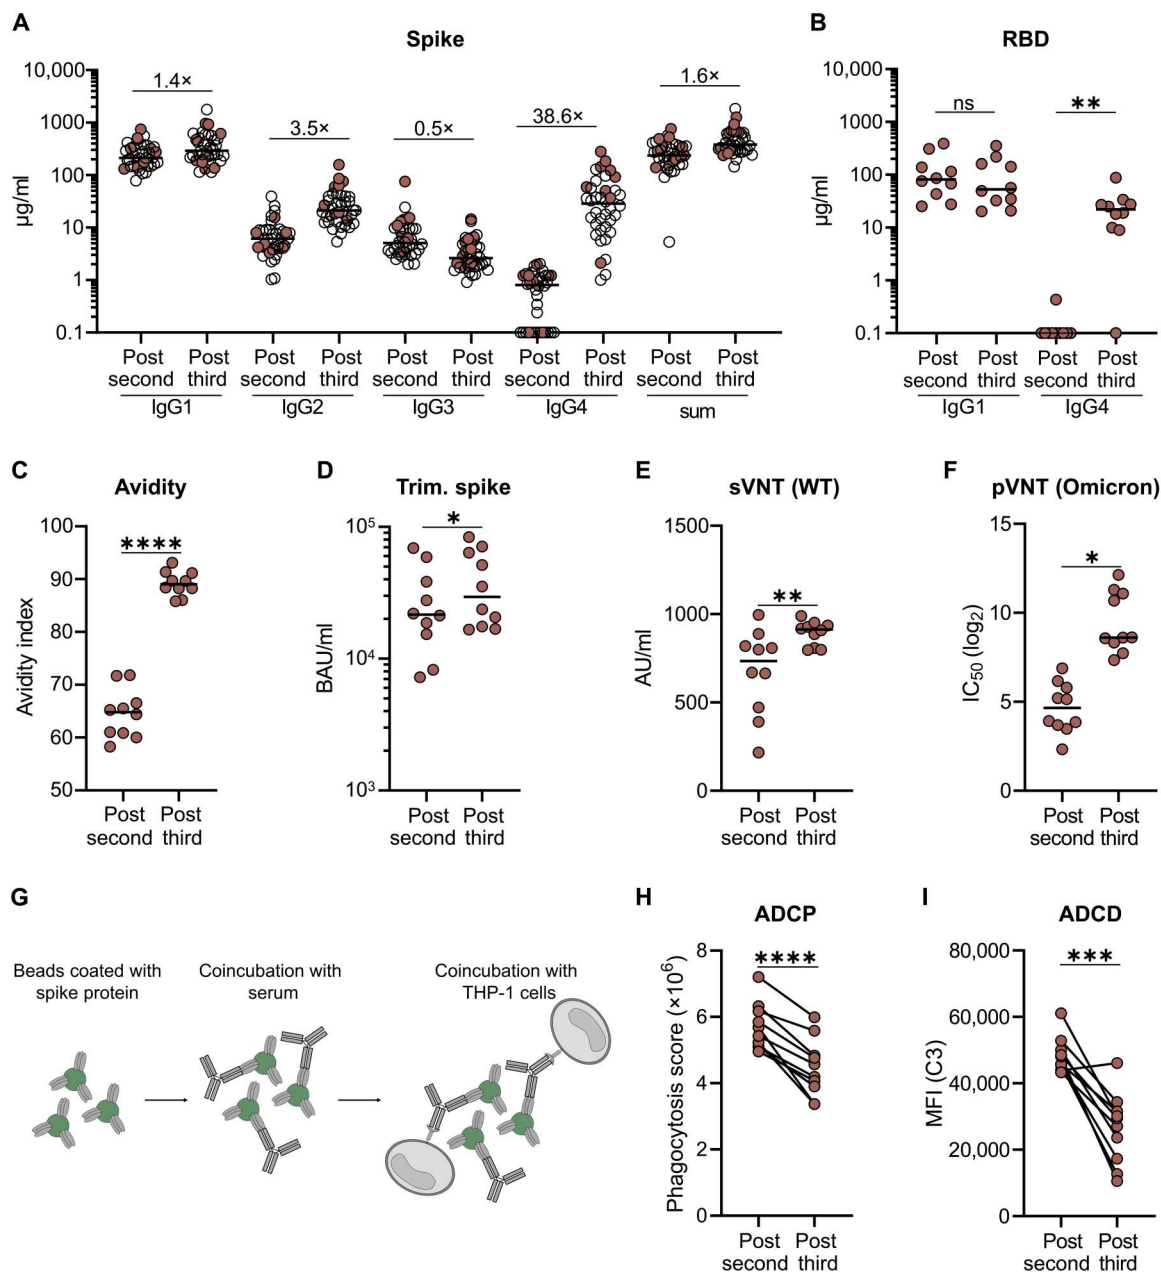 A
Spike
µg/ml
10,000
1000
100
10
1
0.1
1.4×
3.5×
0.5×
38.6×
1.6×
Post second
Post third
Post second
Post third
Post second
Post third
Post second
Post third
Post second
Post third
IgG1
IgG2
IgG3
IgG4
sum
B
RBD
µg/ml
10,000
1000
100
10
1
0.1
ns
**
Post second
Post third
Post second
Post third
IgG1
IgG4
C
Avidity
Avidity index
100
90
80
70
60
50
****
Post second
Post third
D
Trim. spike
BAU/ml
10⁵
10⁴
10³
*
Post second
Post third
E
sVNT (WT)
AU/ml
1500
1000
500
0
**
Post second
Post third
F
pVNT (Omicron)
IC₅₀ (log₂)
15
10
5
0
*
Post second
Post third
G
Beads coated with
spike protein
Coincubation with
serum
Coincubation with
THP-1 cells
H
ADCP
Phagocytosis score (×10⁶)
8
6
4
2
0
****
Post second
Post third
I
ADCD
MFI (C3)
80,000
60,000
40,000
20,000
0
***
Post second
Post third